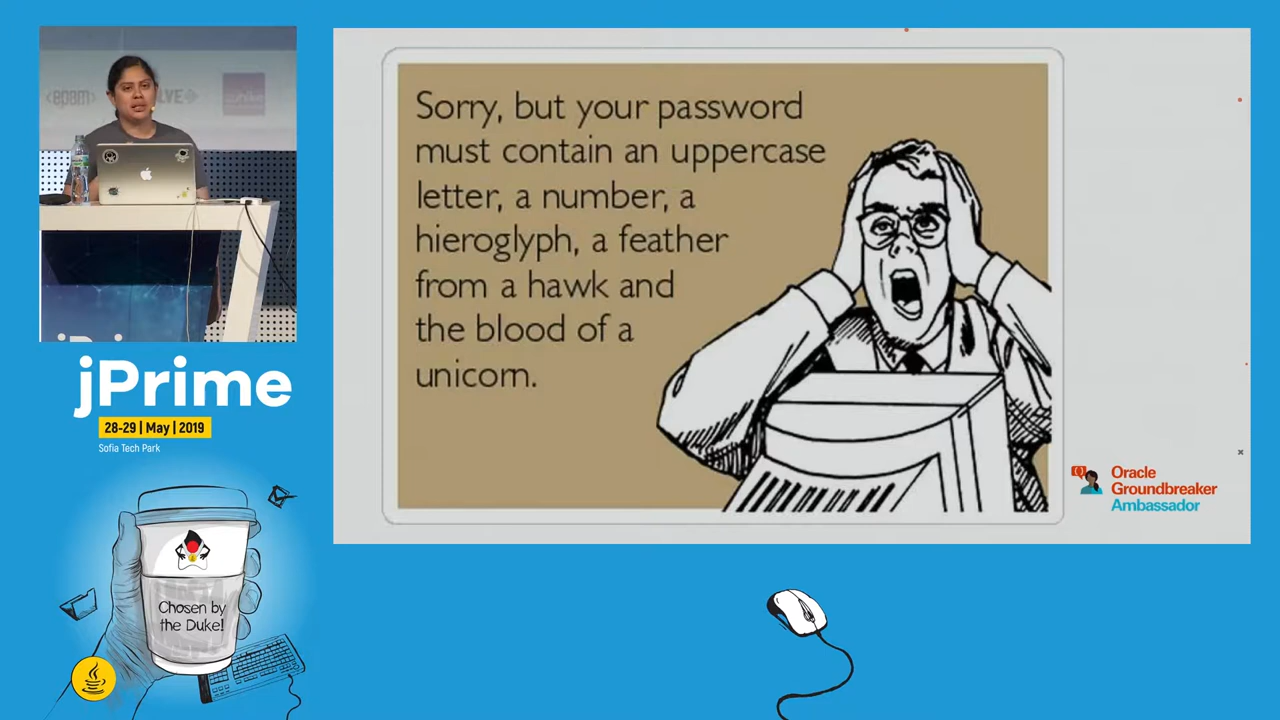 Sorry, but your password
must contain an uppercase
letter, a number, a
hieroglyph, a feather
from a hawk and
the blood of a
unicorn.
Oracle
Groundbreaker
Ambassador
<epam>
jPrime
28-29 | May | 2019
Sofia Tech Park
Chosen by
the Duke!